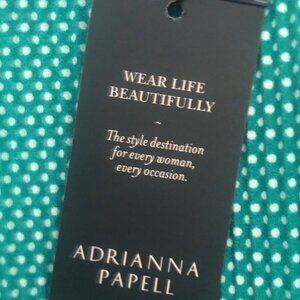 WEAR LIFE
BEAUTIFULLY
-
The style destination
for every woman,
every occasion.
ADRIANNA
PAPELL